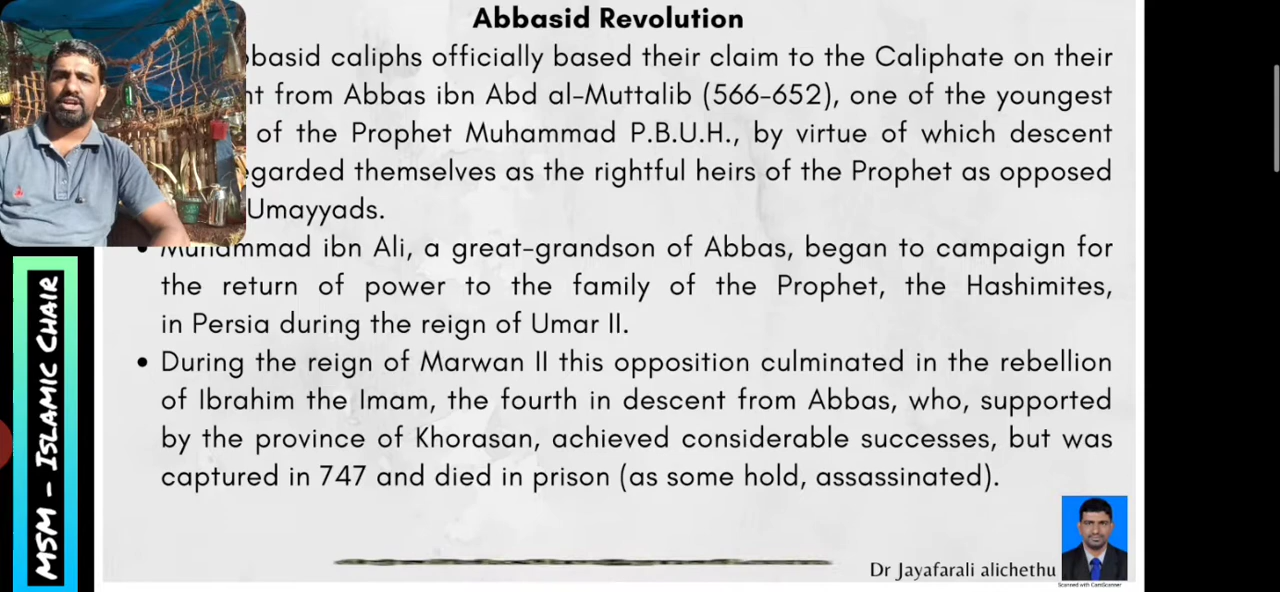 Abbasid Revolution
caliphs officially based their claim to the Caliphate on their
from Abbas ibn Abd al-Muttalib (566-652), one of the youngest
of the Prophet Muhammad P.B.U.H., by virtue of which descent
themselves as the rightful heirs of the Prophet as opposed
Umayyads.
• Muhammad ibn Ali, a great-grandson of Abbas, began to campaign for
the return of power to the family of the Prophet, the Hashimites,
in Persia during the reign of Umar II.
• During the reign of Marwan II this opposition culminated in the rebellion
of Ibrahim the Imam, the fourth in descent from Abbas, who, supported
by the province of Khorasan, achieved considerable successes, but was
captured in 747 and died in prison (as some hold, assassinated).
MSM - ISLAMIC CHAIR
Dr Jayafarali alichethu
Scanned with CamScanner